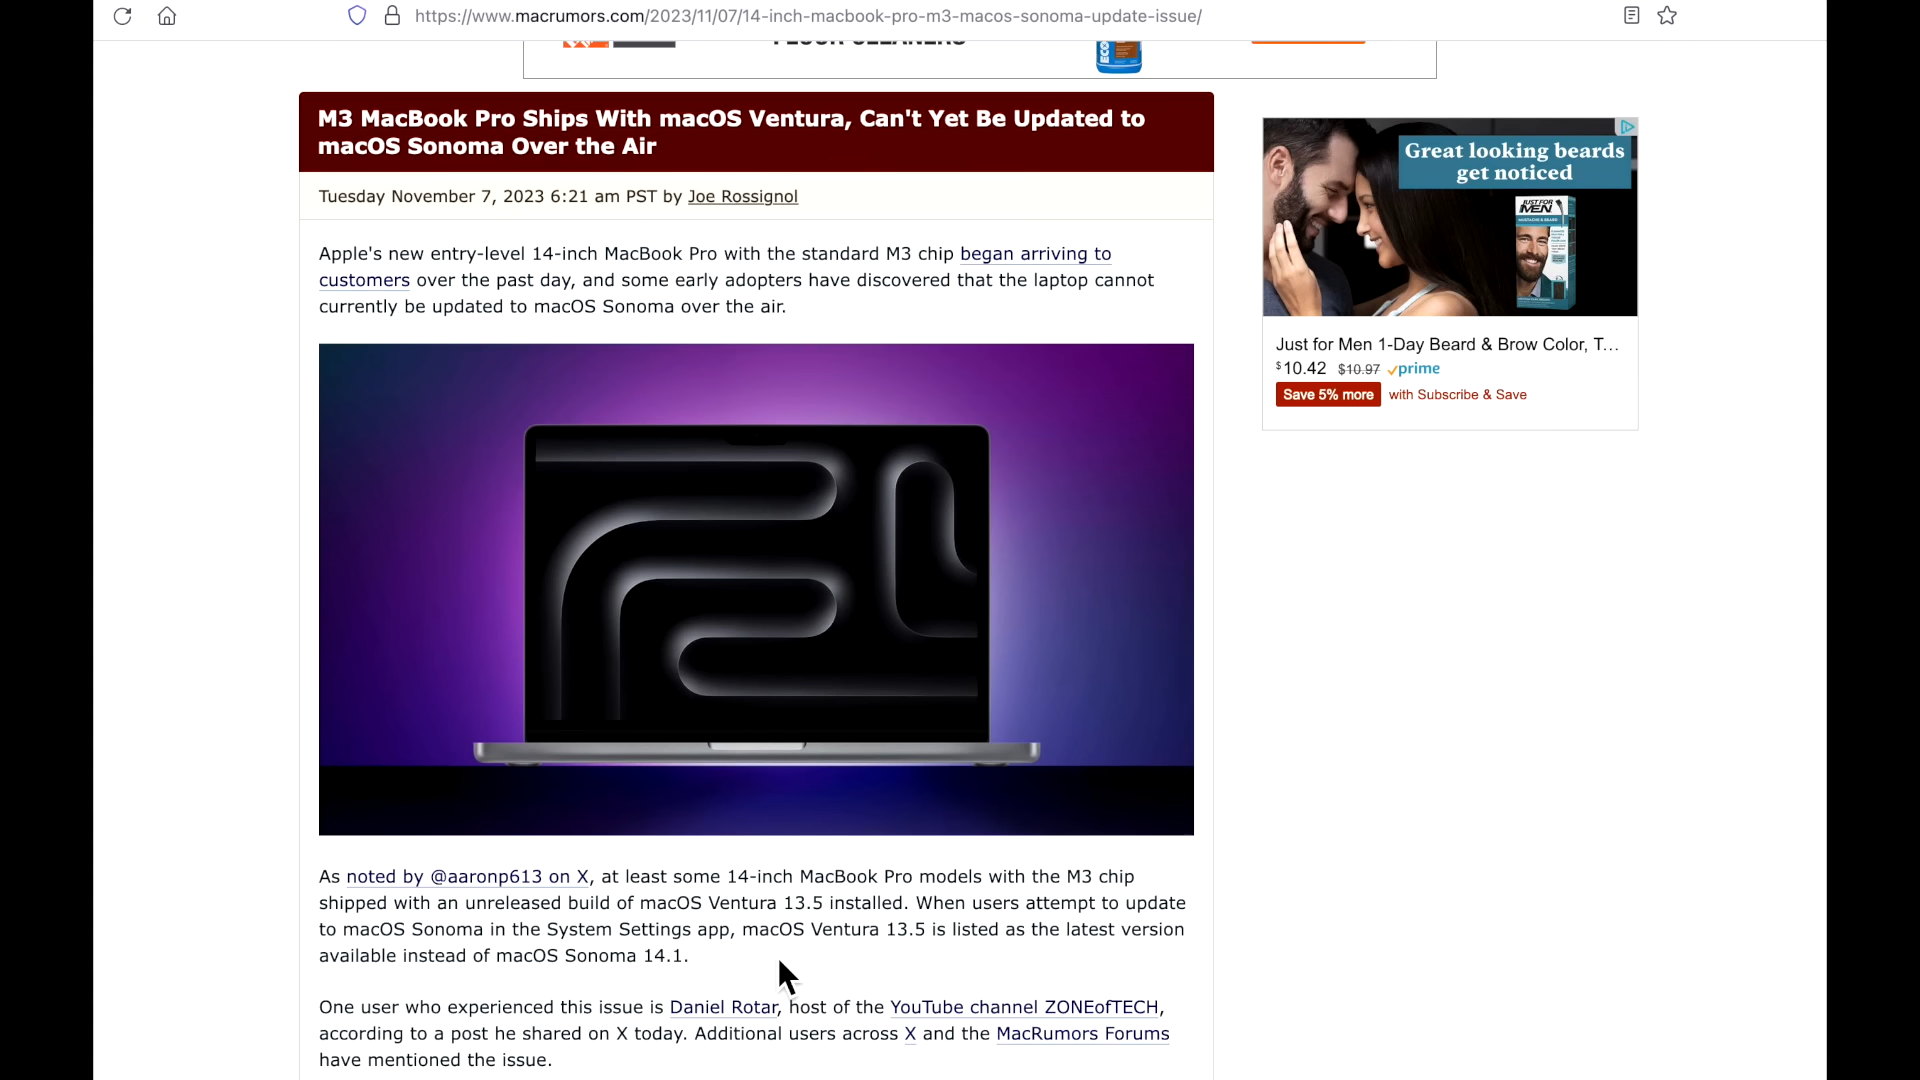 https://www.macrumors.com/2023/11/07/14-inch-macbook-pro-m3-macos-sonoma-update-issue/
M3 MacBook Pro Ships With macOS Ventura, Can't Yet Be Updated to
macOS Sonoma Over the Air
Tuesday November 7, 2023 6:21 am PST by Joe Rossignol
Apple's new entry-level 14-inch MacBook Pro with the standard M3 chip began arriving to
customers over the past day, and some early adopters have discovered that the laptop cannot
currently be updated to macOS Sonoma over the air.
As noted by @aaronp613 on X, at least some 14-inch MacBook Pro models with the M3 chip
shipped with an unreleased build of macOS Ventura 13.5 installed. When users attempt to update
to macOS Sonoma in the System Settings app, macOS Ventura 13.5 is listed as the latest version
available instead of macOS Sonoma 14.1.
One user who experienced this issue is Daniel Rotar, host of the YouTube channel ZONEofTECH,
according to a post he shared on X today. Additional users across X and the MacRumors Forums
have mentioned the issue.
Great looking beards
get noticed
JUST FOR
MEN
Just for Men 1-Day Beard & Brow Color, T...
$10.42 $10.97 prime
Save 5% more with Subscribe & Save